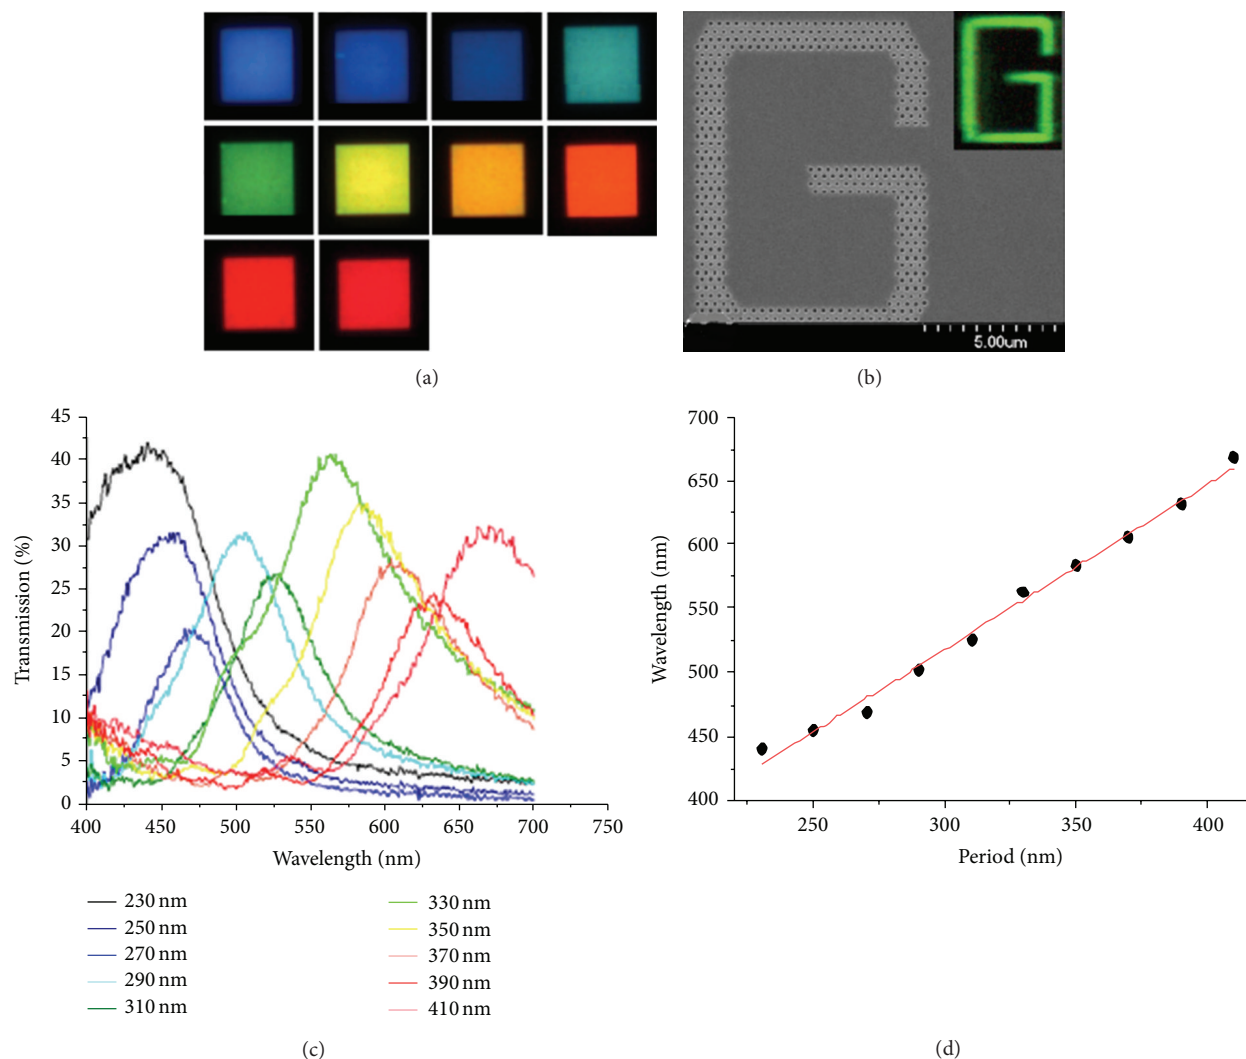 5.00um
(a)
(b)
45
40
35
30
25
20
15
10
5
0
Transmission (%)
400
450
500
550
600
650
700
750
Wavelength (nm)
230 nm
250 nm
270 nm
290 nm
310 nm
330 nm
350 nm
370 nm
390 nm
410 nm
(c)
700
650
600
550
500
450
400
Wavelength (nm)
250
300
350
400
Period (nm)
(d)